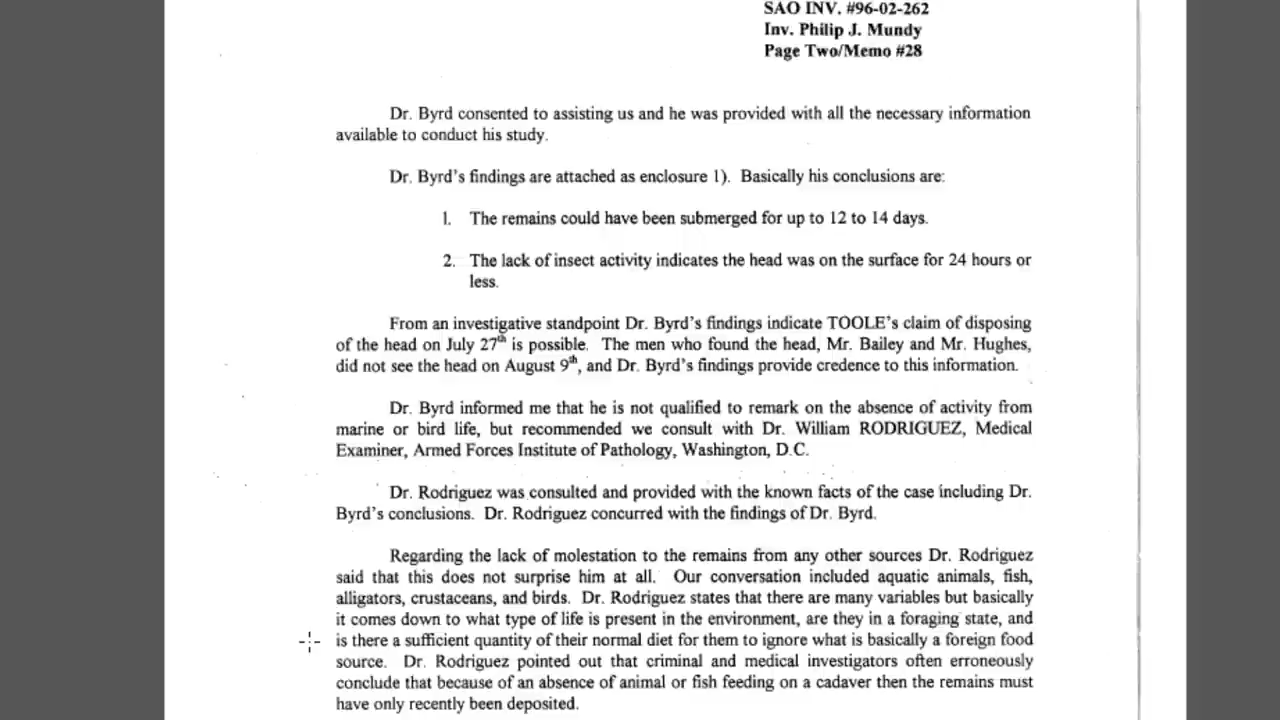 SAO INV. #96-02-262
Inv. Philip J. Mundy
Page Two/Memo #28
Dr. Byrd consented to assisting us and he was provided with all the necessary information
available to conduct his study.
Dr. Byrd's findings are attached as enclosure 1). Basically his conclusions are:
1. The remains could have been submerged for up to 12 to 14 days.
2. The lack of insect activity indicates the head was on the surface for 24 hours or
less.
From an investigative standpoint Dr. Byrd's findings indicate TOOLE's claim of disposing
of the head on July 27th is possible. The men who found the head, Mr. Bailey and Mr. Hughes,
did not see the head on August 9th, and Dr. Byrd's findings provide credence to this information.
Dr. Byrd informed me that he is not qualified to remark on the absence of activity from
marine or bird life, but recommended we consult with Dr. William RODRIGUEZ, Medical
Examiner, Armed Forces Institute of Pathology, Washington, D.C.
Dr. Rodriguez was consulted and provided with the known facts of the case including Dr.
Byrd's conclusions. Dr. Rodriguez concurred with the findings of Dr. Byrd.
Regarding the lack of molestation to the remains from any other sources Dr. Rodriguez
said that this does not surprise him at all. Our conversation included aquatic animals, fish,
alligators, crustaceans, and birds. Dr. Rodriguez states that there are many variables but basically
it comes down to what type of life is present in the environment, are they in a foraging state, and
is there a sufficient quantity of their normal diet for them to ignore what is basically a foreign food
source. Dr. Rodriguez pointed out that criminal and medical investigators often erroneously
conclude that because of an absence of animal or fish feeding on a cadaver then the remains must
have only recently been deposited.